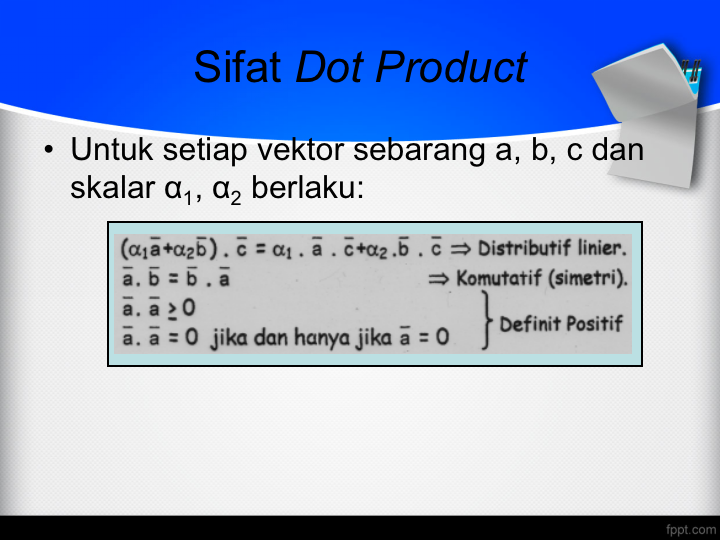 Sifat Dot Product
• Untuk setiap vektor sebarang a, b, c dan
skalar α₁, α₂ berlaku:
(α₁a̅+α₂b̅) . c̅ = α₁ . a̅ . c̅+α₂ .b̅ . c̅ ⇒ Distributif linier.
a̅. b̅ = b̅ . a̅ ⇒ Komutatif (simetri).
a̅. a̅ ≥ 0
a̅. a̅ = 0 jika dan hanya jika a̅ = 0
Definit Positif
fppt.com